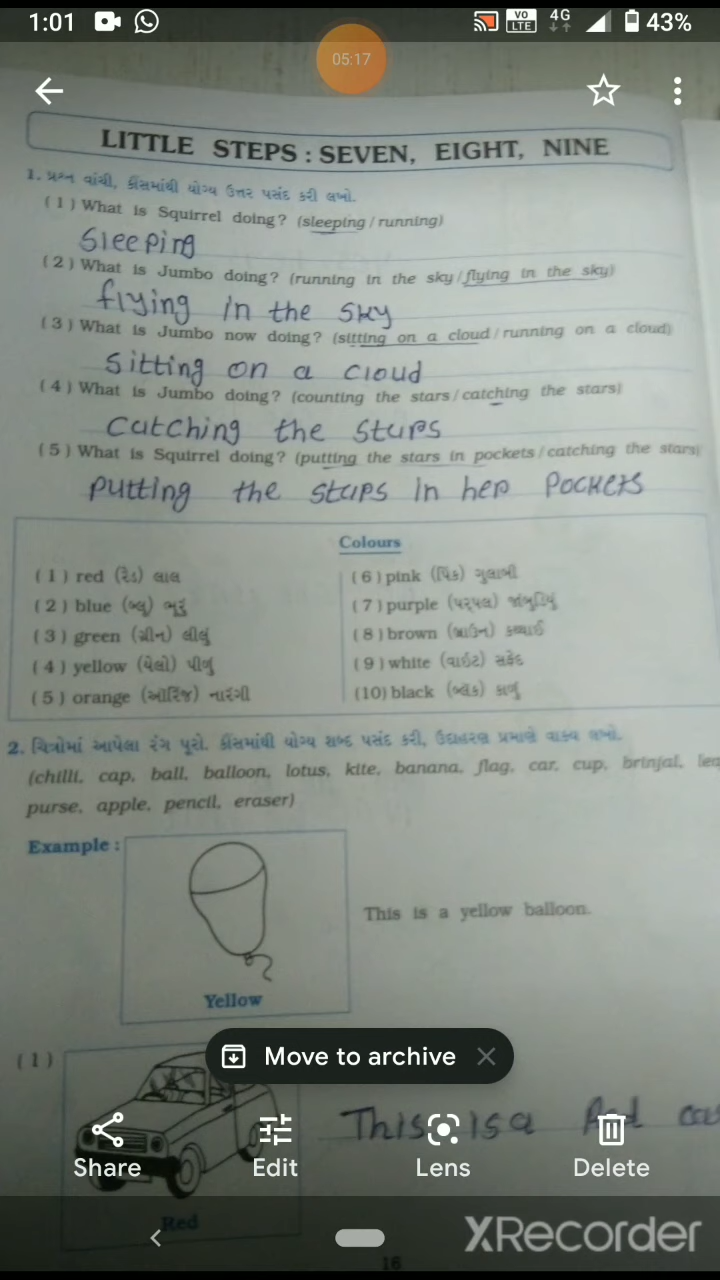 1:01 VO LTE 4G 43%
05:17
LITTLE STEPS : SEVEN, EIGHT, NINE
1. પ્રશ્ન વાંચી, કૌંસમાંથી યોગ્ય ઉત્તર પસંદ કરી લખો.
(1) What is Squirrel doing? (sleeping / running)
Sleeping
(2) What is Jumbo doing? (running in the sky / flying in the sky)
flying in the sky
(3) What is Jumbo now doing? (sitting on a cloud / running on a cloud)
Sitting on a cloud
(4) What is Jumbo doing? (counting the stars / catching the stars)
catching the stars
(5) What is Squirrel doing? (putting the stars in pockets / catching the stars)
putting the stars in her pockets
Colours
(1) red (રેડ) લાલ
(2) blue (બ્લૂ) ભૂરું
(3) green (ગ્રીન) લીલું
(4) yellow (યેલો) પીળું
(5) orange (ઑરેંજ) નારંગી
(6) pink (પિંક) ગુલાબી
(7) purple (પરપલ) જાંબુડિયું
(8) brown (બ્રાઉન) કથ્થાઈ
(9) white (વાઇટ) સફેદ
(10) black (બ્લૅક) કાળું
2. ચિત્રોમાં આપેલા રંગ પૂરો. કૌંસમાંથી યોગ્ય શબ્દ પસંદ કરી, ઉદાહરણ પ્રમાણે વાક્ય લખો.
(chilli, cap, ball, balloon, lotus, kite, banana, flag, car, cup, brinjal, lea
purse, apple, pencil, eraser)
Example :
This is a yellow balloon.
Yellow
(1)
Move to archive
This is a
Share Edit Lens Delete
Red
XRecorder
16